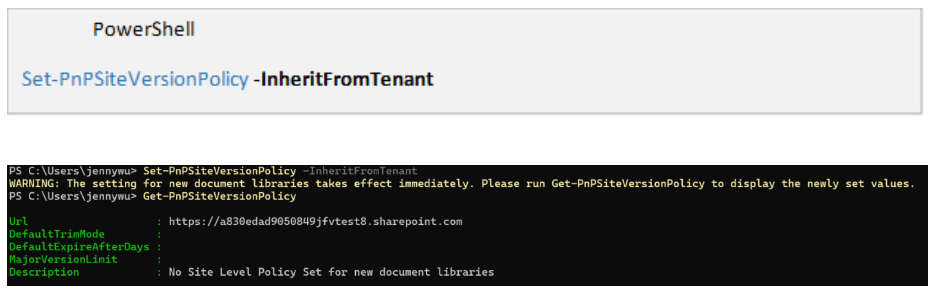 PowerShell
Set-PnPSiteVersionPolicy -InheritFromTenant
PS C:\Users\jennywu> Set-PnPSiteVersionPolicy -InheritFromTenant
WARNING: The setting for new document libraries takes effect immediately. Please run Get-PnPSiteVersionPolicy to display the newly set values.
PS C:\Users\jennywu> Get-PnPSiteVersionPolicy
Url : https://a830edad9050849jfvtest8.sharepoint.com
DefaultTrimMode :
DefaultExpireAfterDays :
MajorVersionLimit :
Description : No Site Level Policy Set for new document libraries